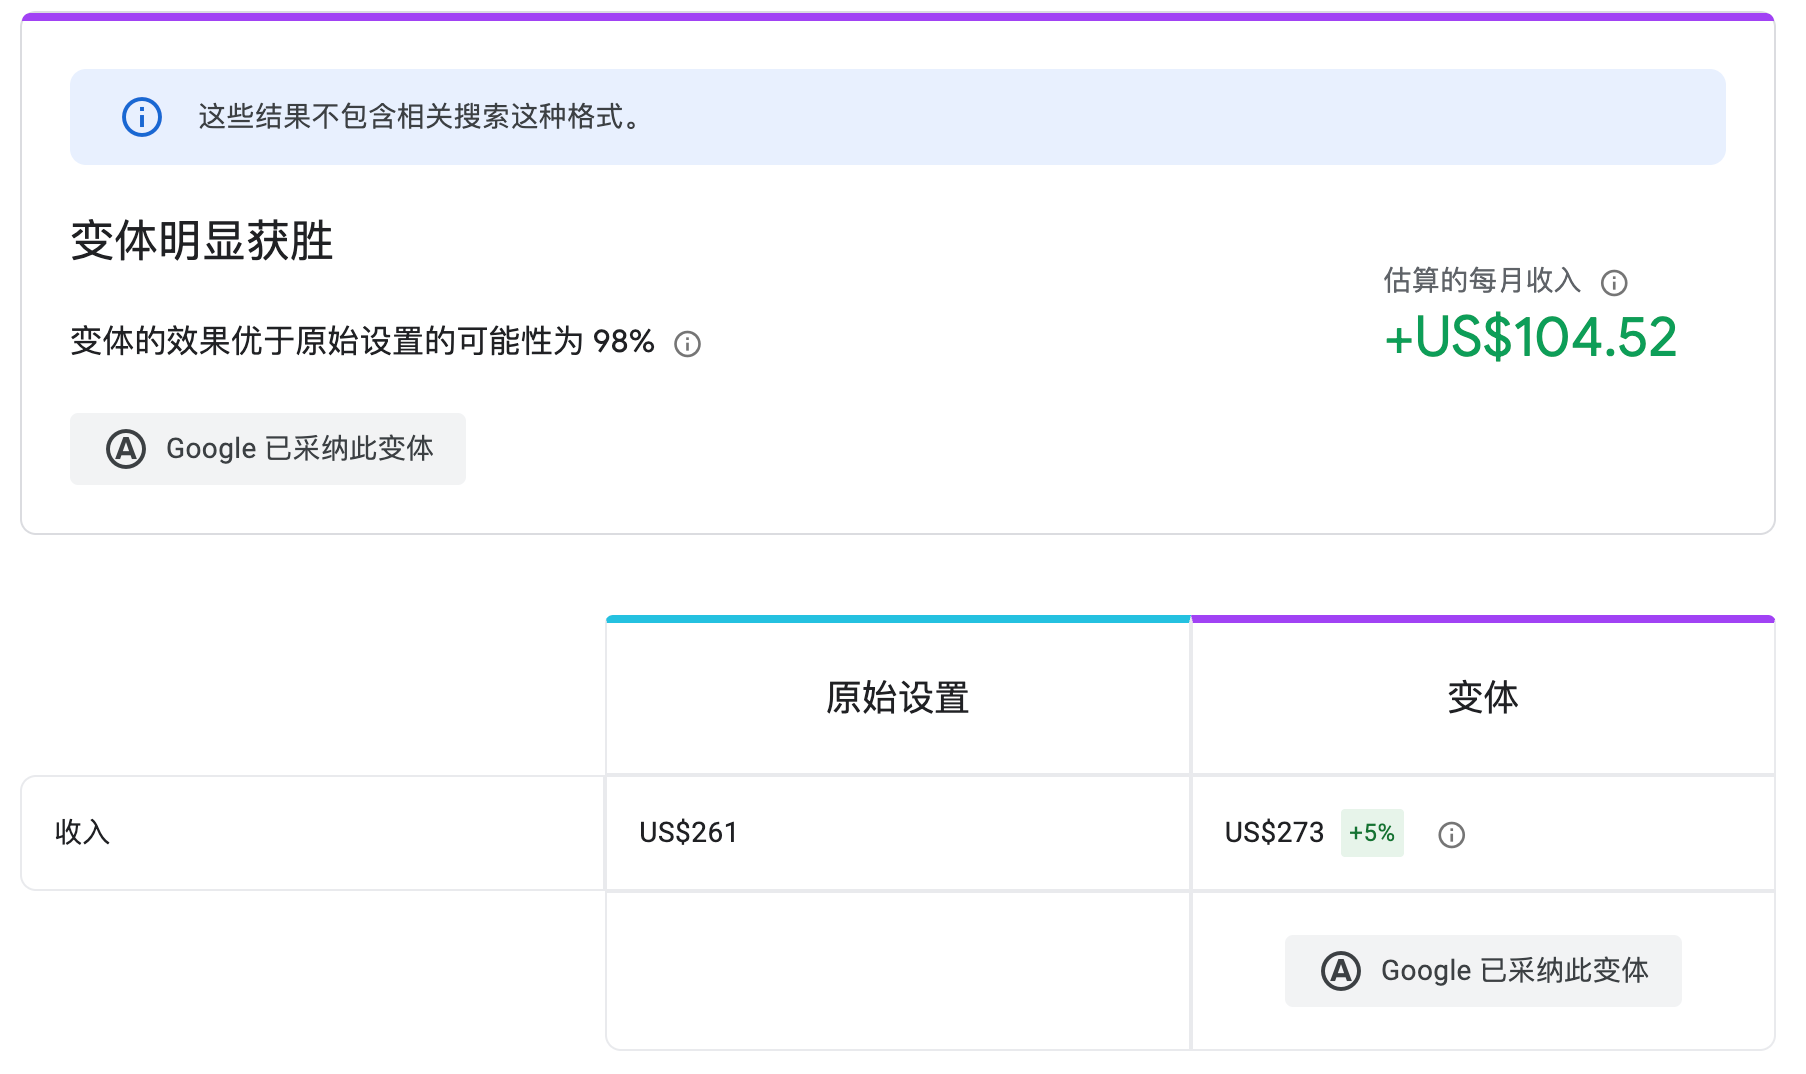 这些结果不包含相关搜索这种格式。
变体明显获胜
变体的效果优于原始设置的可能性为 98%
Google 已采纳此变体
估算的每月收入
+US$104.52
原始设置 变体
收入 US$261 US$273 +5%
Google 已采纳此变体